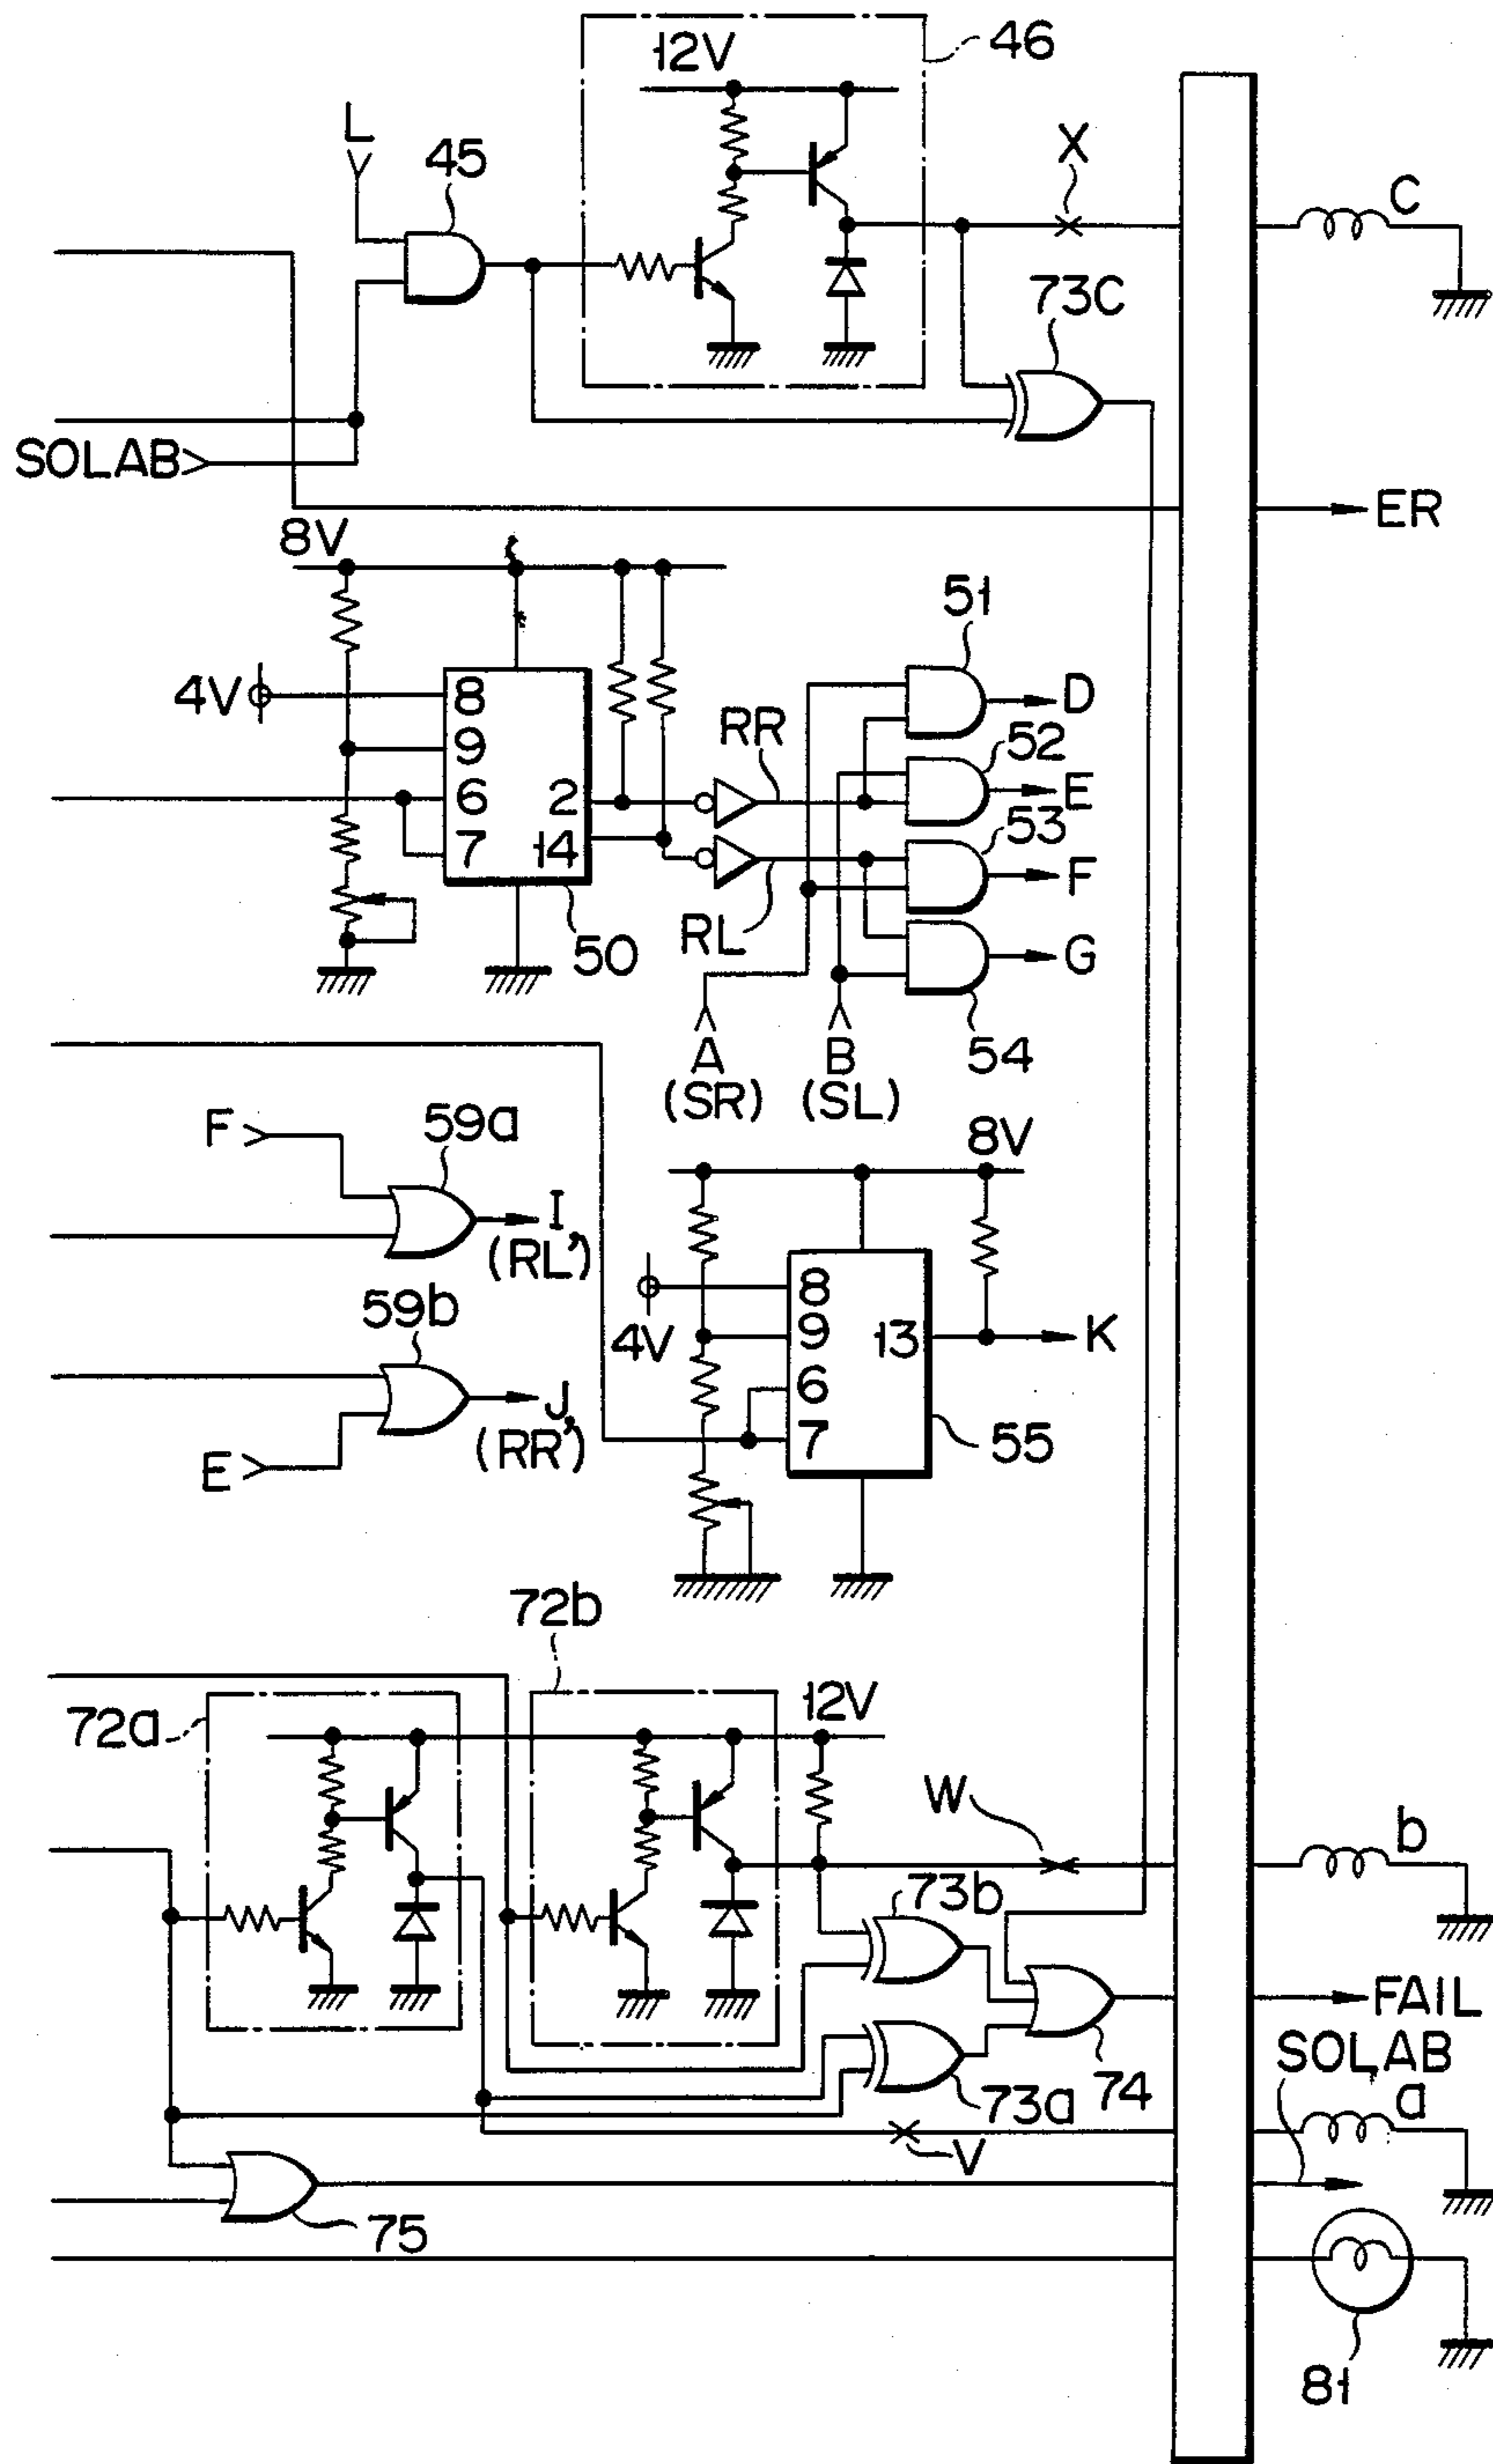 12V
46
L
45
X
C
73C
SOLAB
ER
8V
51
4V
8
D
RR
52
9
E
6
2
53
7
14
F
RL
50
G
A
B
54
(SR)
(SL)
F
59a
8V
I
(RL')
8
59b
4V
9
13
K
6
J
(RR')
7
55
E
72b
12V
72a
W
b
73b
FAIL
SOLAB
74
73a
a
V
75
81